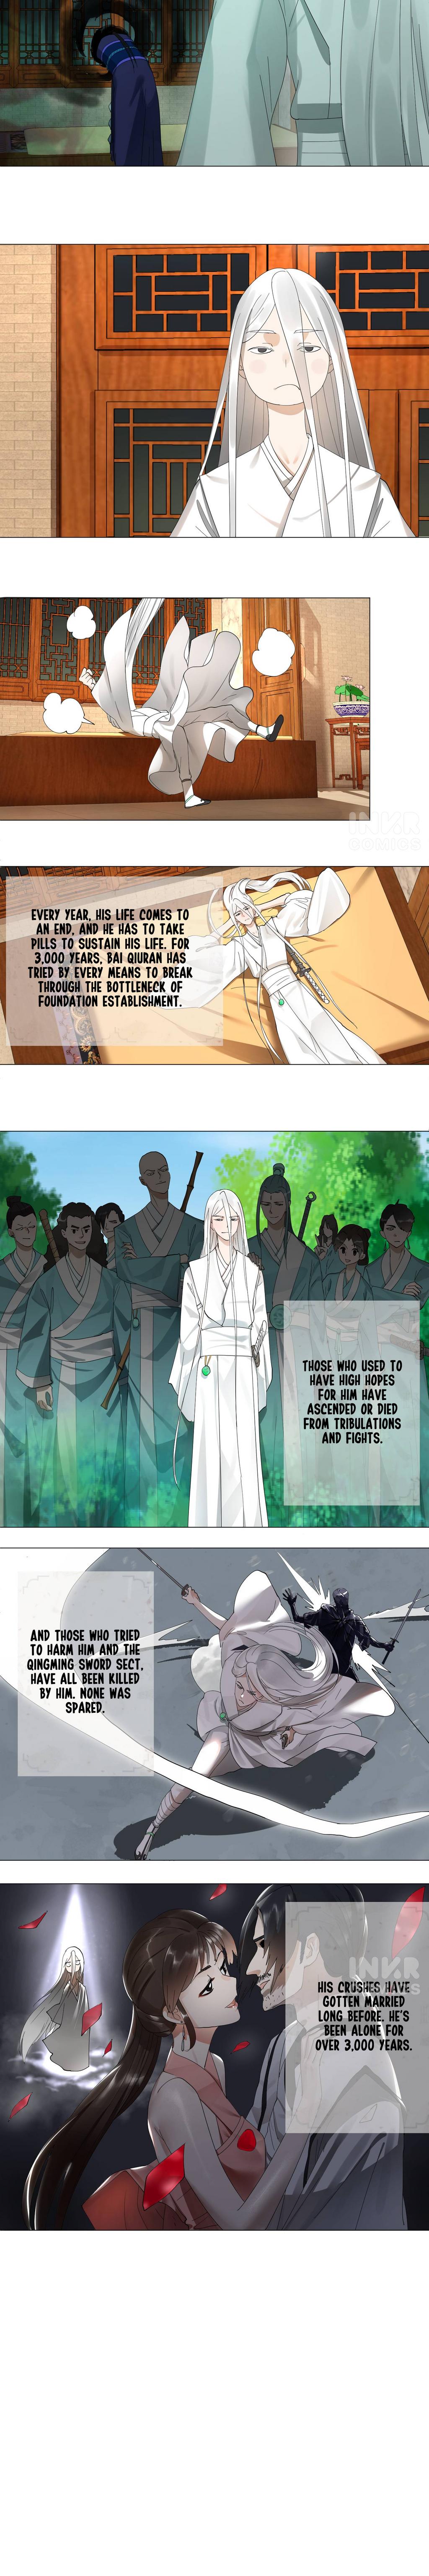 INKR
COMICS
EVERY YEAR, HIS LIFE COMES TO
AN END, AND HE HAS TO TAKE
PILLS TO SUSTAIN HIS LIFE. FOR
3,000 YEARS, BAI QIURAN HAS
TRIED BY EVERY MEANS TO BREAK
THROUGH THE BOTTLENECK OF
FOUNDATION ESTABLISHMENT.
THOSE WHO USED TO
HAVE HIGH HOPES
FOR HIM HAVE
ASCENDED OR DIED
FROM TRIBULATIONS
AND FIGHTS.
AND THOSE WHO TRIED
TO HARM HIM AND THE
QINGMING SWORD SECT,
HAVE ALL BEEN KILLED
BY HIM. NONE WAS
SPARED.
INKR
COMICS
HIS CRUSHES HAVE
GOTTEN MARRIED
LONG BEFORE. HE'S
BEEN ALONE FOR
OVER 3,000 YEARS.